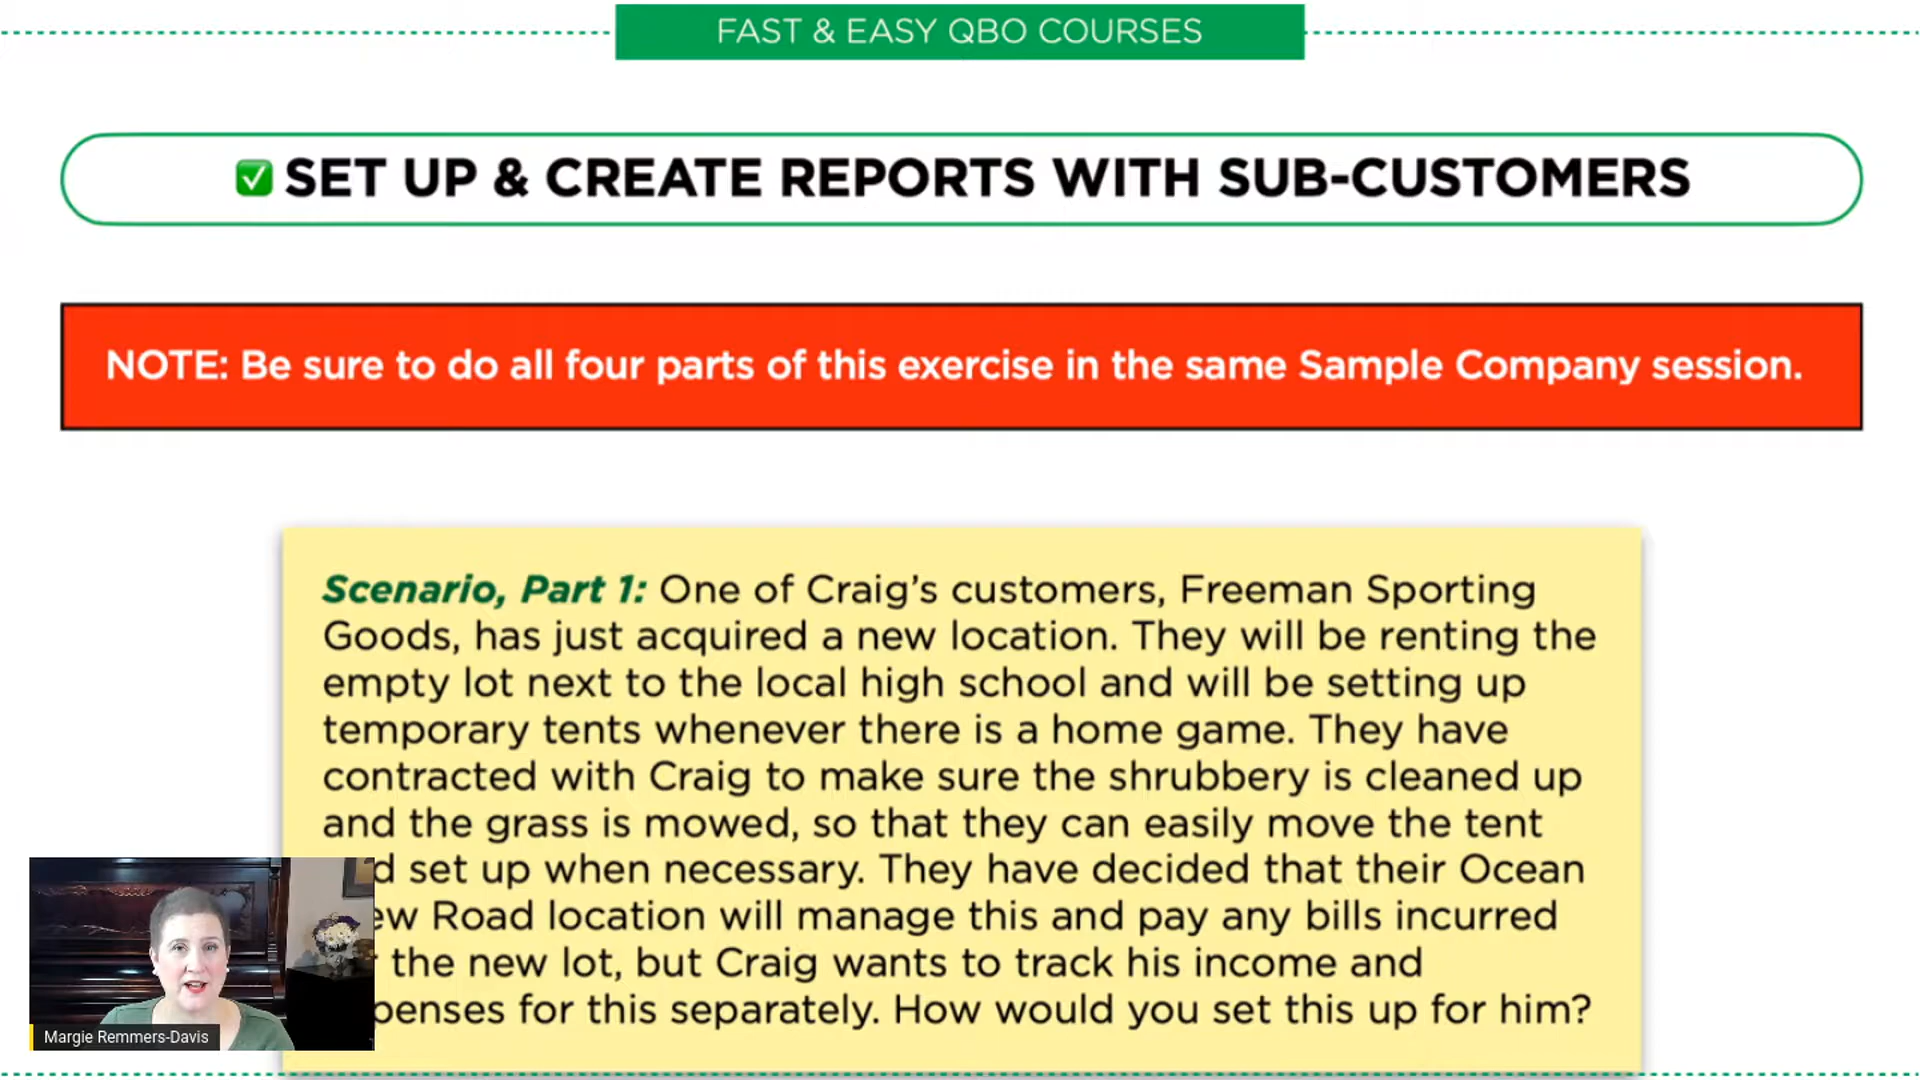 FAST & EASY QBO COURSES
✅ SET UP & CREATE REPORTS WITH SUB-CUSTOMERS
NOTE: Be sure to do all four parts of this exercise in the same Sample Company session.
Scenario, Part 1: One of Craig’s customers, Freeman Sporting
Goods, has just acquired a new location. They will be renting the
empty lot next to the local high school and will be setting up
temporary tents whenever there is a home game. They have
contracted with Craig to make sure the shrubbery is cleaned up
and the grass is mowed, so that they can easily move the tent
set up when necessary. They have decided that their Ocean
Road location will manage this and pay any bills incurred
the new lot, but Craig wants to track his income and
for this separately. How would you set this up for him?
Margie Remmers-Davis